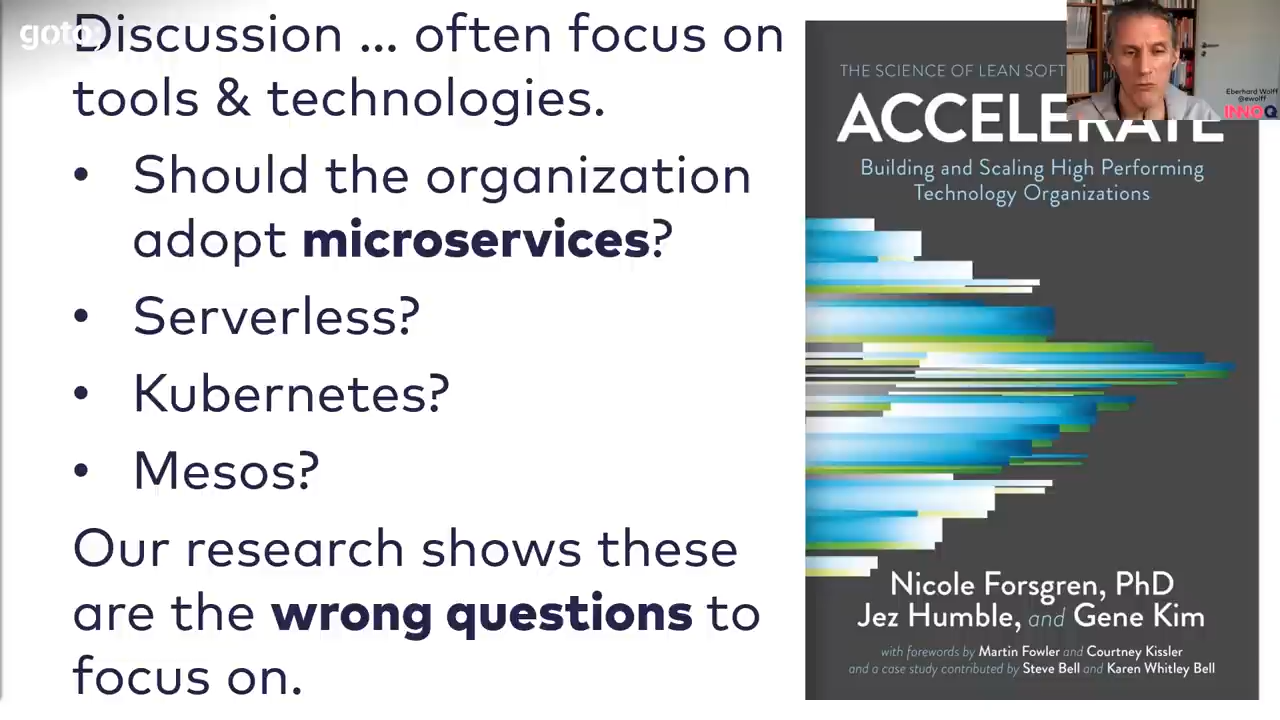 goto;
Discussion ... often focus on
tools & technologies.
• Should the organization
adopt microservices?
• Serverless?
• Kubernetes?
• Mesos?
Our research shows these
are the wrong questions to
focus on.
THE SCIENCE OF LEAN SOFT
ACCELERATE
Building and Scaling High Performing
Technology Organizations
Nicole Forsgren, PhD
Jez Humble, and Gene Kim
with forewords by Martin Fowler and Courtney Kissler
and a case study contributed by Steve Bell and Karen Whitley Bell
Eberhard Wolff
@ewolff
INNOQ